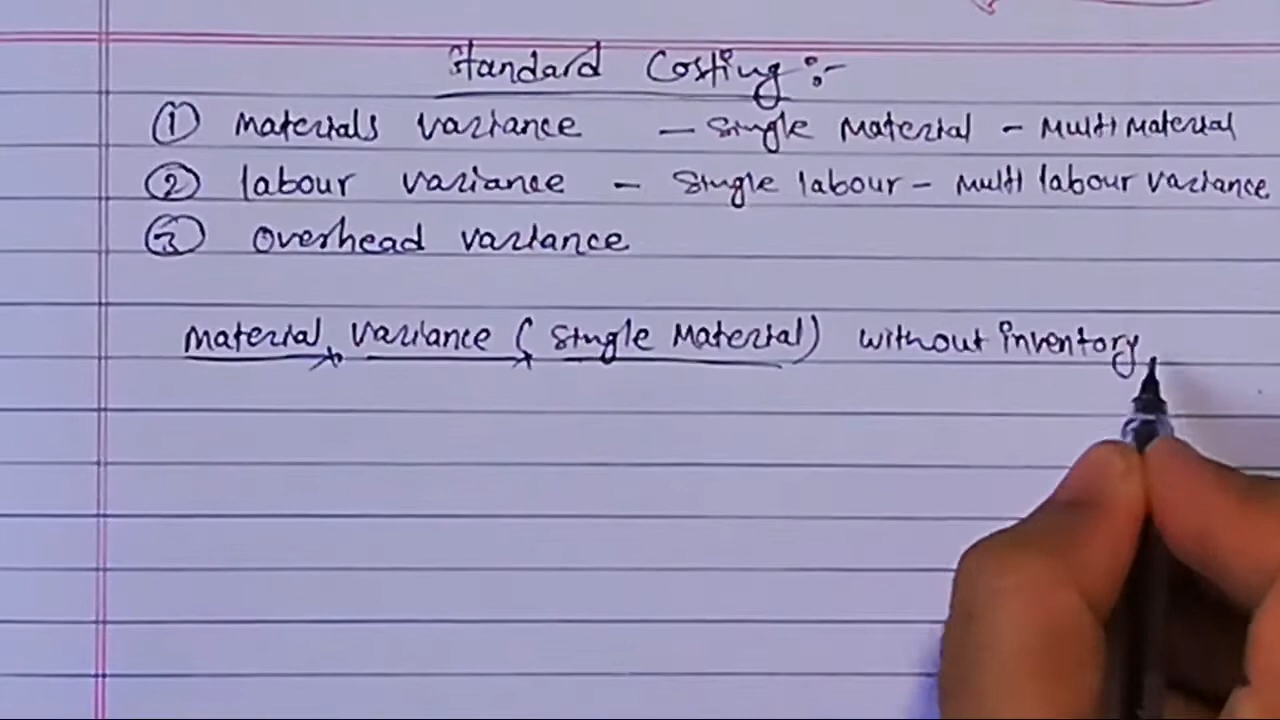 Standard Costing :-
① Materials variance - Single Material - Multi Material
② labour variance - Single labour - Multi labour variance
③ overhead variance
Material variance (Single Material) without inventory